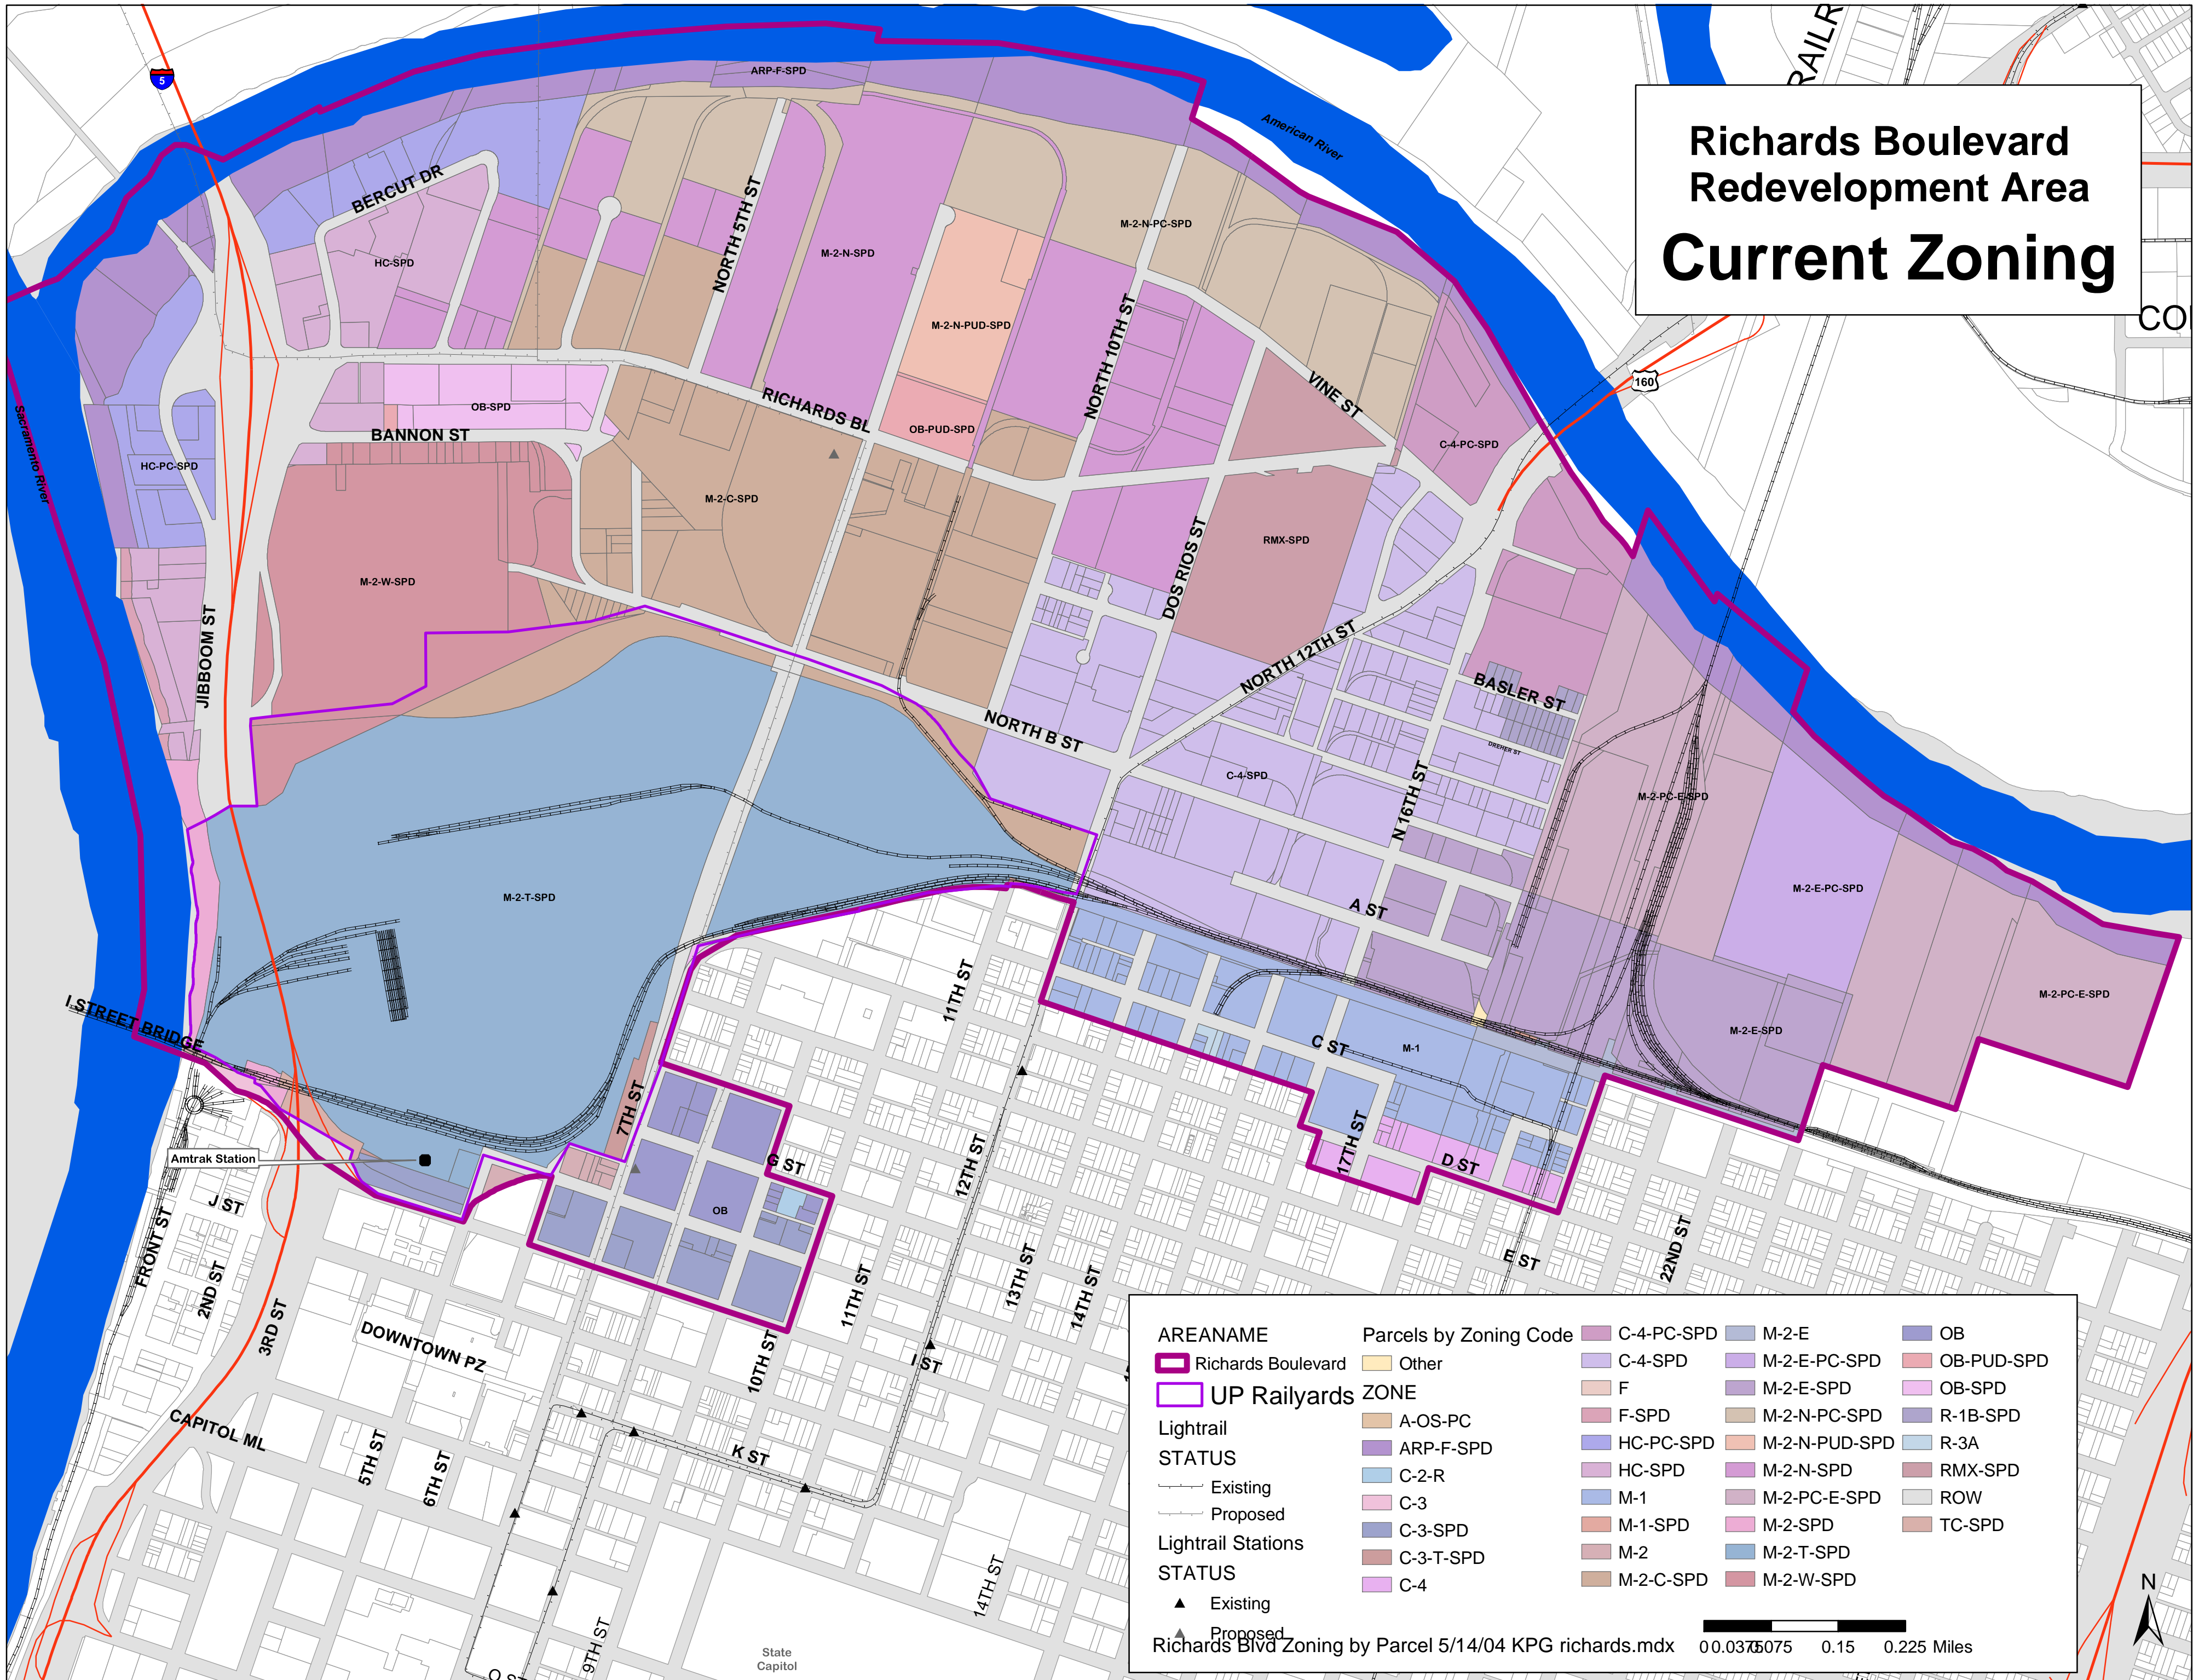 Richards Boulevard
Redevelopment Area
Current Zoning
RAILR
COI
5
160
American River
Sacramento River
ARP-F-SPD
BERCUT DR
HC-SPD
NORTH 5TH ST
M-2-N-SPD
M-2-N-PC-SPD
M-2-N-PUD-SPD
NORTH 10TH ST
VINE ST
RICHARDS BL
OB-SPD
OB-PUD-SPD
BANNON ST
C-4-PC-SPD
HC-PC-SPD
M-2-C-SPD
RMX-SPD
M-2-W-SPD
DOS RIOS ST
JIBBOOM ST
NORTH 12TH ST
BASLER ST
NORTH B ST
DREHER ST
C-4-SPD
N 16TH ST
M-2-PC-E-SPD
M-2-E-PC-SPD
M-2-T-SPD
A ST
11TH ST
M-2-PC-E-SPD
I STREET BRIDGE
M-2-E-SPD
C ST
M-1
7TH ST
17TH ST
Amtrak Station
G ST
12TH ST
D ST
J ST
OB
FRONT ST
2ND ST
3RD ST
DOWNTOWN PZ
10TH ST
11TH ST
13TH ST
14TH ST
E ST
22ND ST
I ST
CAPITOL ML
5TH ST
6TH ST
K ST
14TH ST
9TH ST
O ST
State
Capitol
AREANAME
Richards Boulevard
UP Railyards
Lightrail
STATUS
Existing
Proposed
Lightrail Stations
STATUS
Existing
Proposed
Parcels by Zoning Code
Other
ZONE
A-OS-PC
ARP-F-SPD
C-2-R
C-3
C-3-SPD
C-3-T-SPD
C-4
C-4-PC-SPD
C-4-SPD
F
F-SPD
HC-PC-SPD
HC-SPD
M-1
M-1-SPD
M-2
M-2-C-SPD
M-2-E
M-2-E-PC-SPD
M-2-E-SPD
M-2-N-PC-SPD
M-2-N-PUD-SPD
M-2-N-SPD
M-2-PC-E-SPD
M-2-SPD
M-2-T-SPD
M-2-W-SPD
OB
OB-PUD-SPD
OB-SPD
R-1B-SPD
R-3A
RMX-SPD
ROW
TC-SPD
Richards Blvd Zoning by Parcel 5/14/04 KPG richards.mdx
0 0.0375 0.075 0.15 0.225 Miles
N